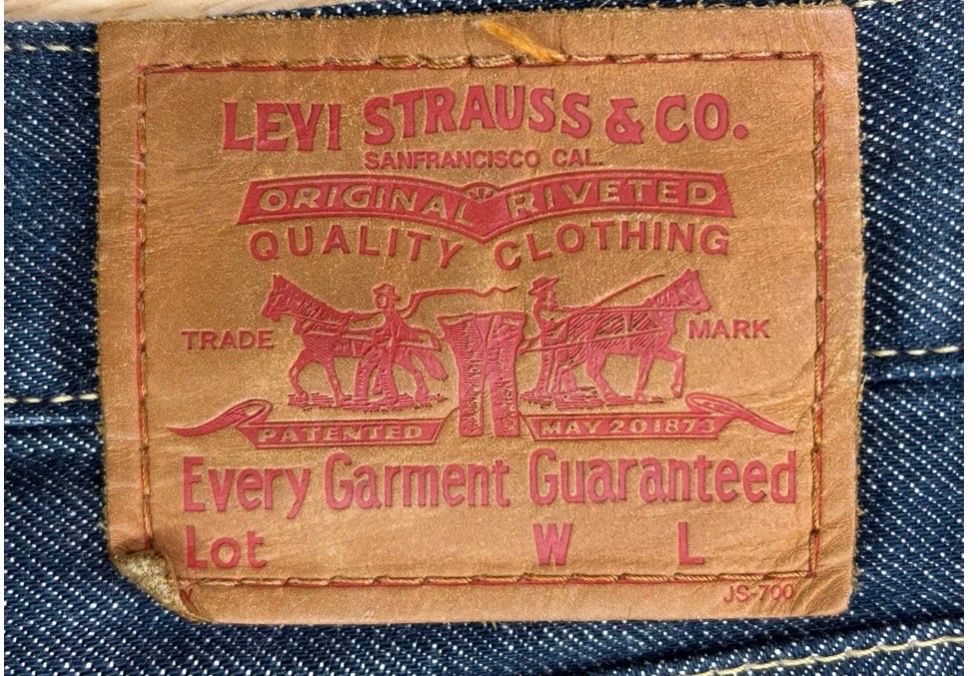 LEVI STRAUSS & CO.
SANFRANCISCO CAL.
ORIGINAL RIVETED
QUALITY CLOTHING
TRADE MARK
PATENTED MAY 20 1873
Every Garment Guaranteed
Lot W L
JS-700